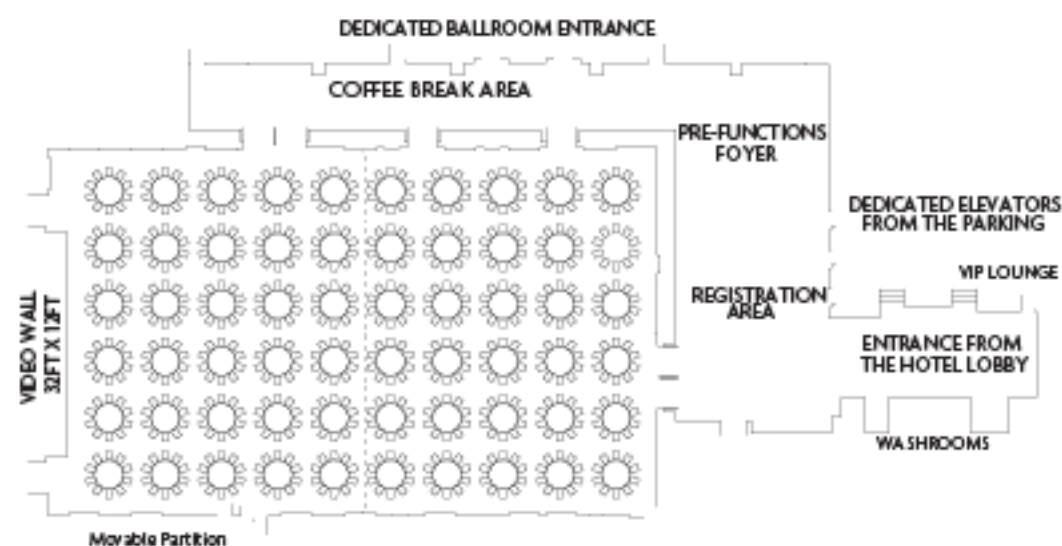 DEDICATED BALLROOM ENTRANCE
COFFEE BREAK AREA
PRE-FUNCTIONS
FOYER
DEDICATED ELEVATORS
FROM THE PARKING
VIP LOUNGE
REGISTRATION
AREA
ENTRANCE FROM
THE HOTEL LOBBY
VIDEO WALL
32FT X 12FT
WASHROOMS
Movable Partition